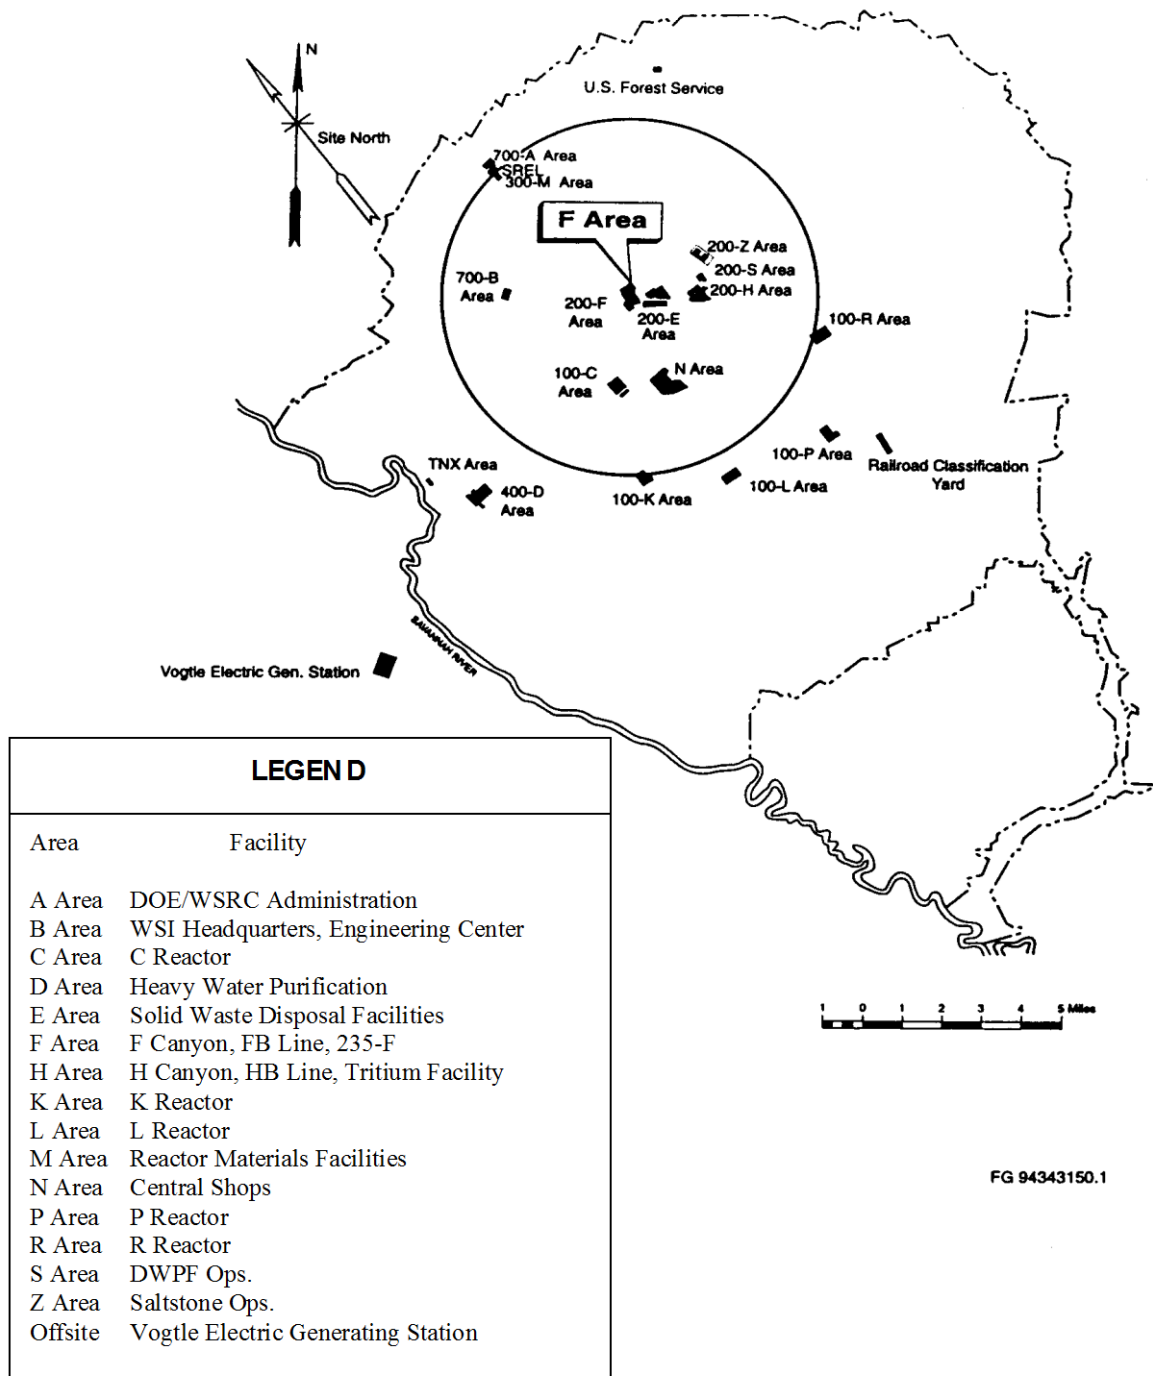 N
Site North
U.S. Forest Service
700-A Area
SREL
300-M Area
F Area
200-Z Area
200-S Area
200-H Area
700-B
Area
200-F
Area
200-E
Area
100-R Area
100-C
Area
N Area
100-P Area
Railroad Classification
Yard
TNX Area
400-D
Area
100-K Area
100-L Area
SAVANNAH RIVER
Vogtle Electric Gen. Station
LEGEND
Area Facility
A Area DOE/WSRC Administration
B Area WSI Headquarters, Engineering Center
C Area C Reactor
D Area Heavy Water Purification
E Area Solid Waste Disposal Facilities
F Area F Canyon, FB Line, 235-F
H Area H Canyon, HB Line, Tritium Facility
K Area K Reactor
L Area L Reactor
M Area Reactor Materials Facilities
N Area Central Shops
P Area P Reactor
R Area R Reactor
S Area DWPF Ops.
Z Area Saltstone Ops.
Offsite Vogtle Electric Generating Station
1 0 1 2 3 4 5 Miles
FG 94343150.1